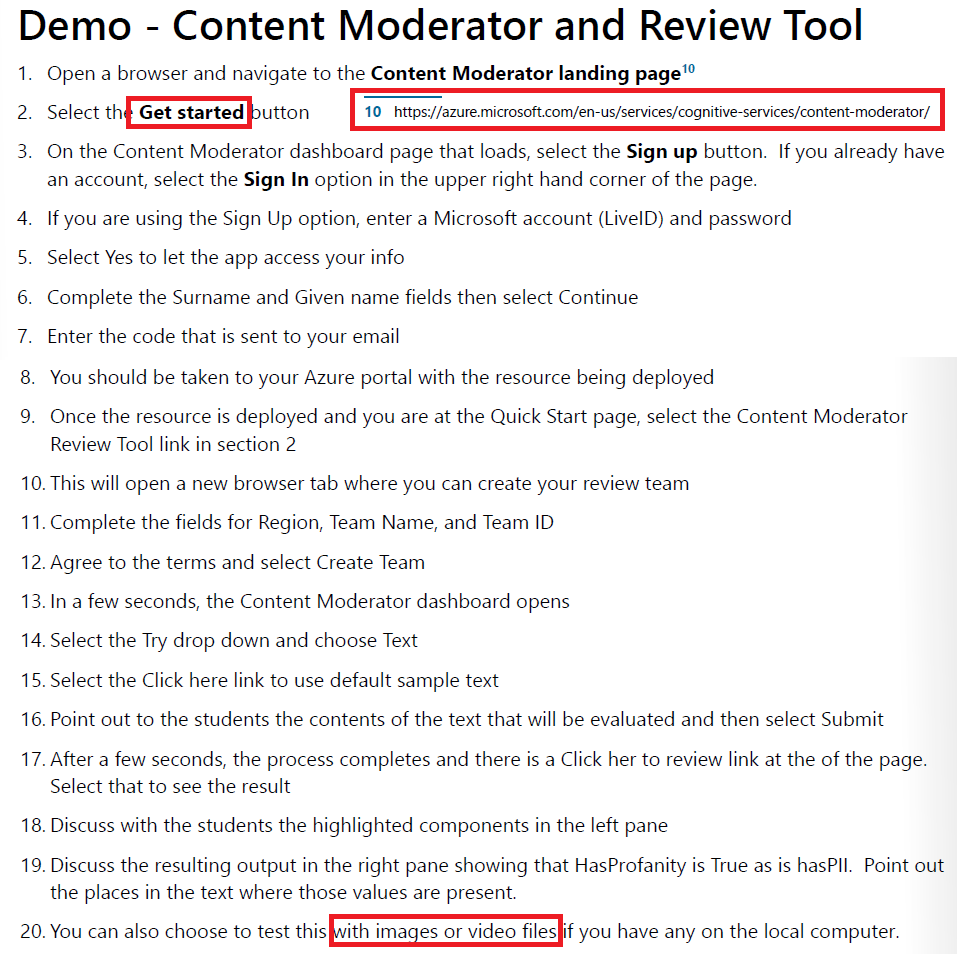 Demo - Content Moderator and Review Tool
1. Open a browser and navigate to the Content Moderator landing page10
2. Select the Get started button
10 https://azure.microsoft.com/en-us/services/cognitive-services/content-moderator/
3. On the Content Moderator dashboard page that loads, select the Sign up button. If you already have
an account, select the Sign In option in the upper right hand corner of the page.
4. If you are using the Sign Up option, enter a Microsoft account (LiveID) and password
5. Select Yes to let the app access your info
6. Complete the Surname and Given name fields then select Continue
7. Enter the code that is sent to your email
8. You should be taken to your Azure portal with the resource being deployed
9. Once the resource is deployed and you are at the Quick Start page, select the Content Moderator
Review Tool link in section 2
10. This will open a new browser tab where you can create your review team
11. Complete the fields for Region, Team Name, and Team ID
12. Agree to the terms and select Create Team
13. In a few seconds, the Content Moderator dashboard opens
14. Select the Try drop down and choose Text
15. Select the Click here link to use default sample text
16. Point out to the students the contents of the text that will be evaluated and then select Submit
17. After a few seconds, the process completes and there is a Click her to review link at the of the page.
Select that to see the result
18. Discuss with the students the highlighted components in the left pane
19. Discuss the resulting output in the right pane showing that HasProfanity is True as is hasPII. Point out
the places in the text where those values are present.
20. You can also choose to test this with images or video files if you have any on the local computer.